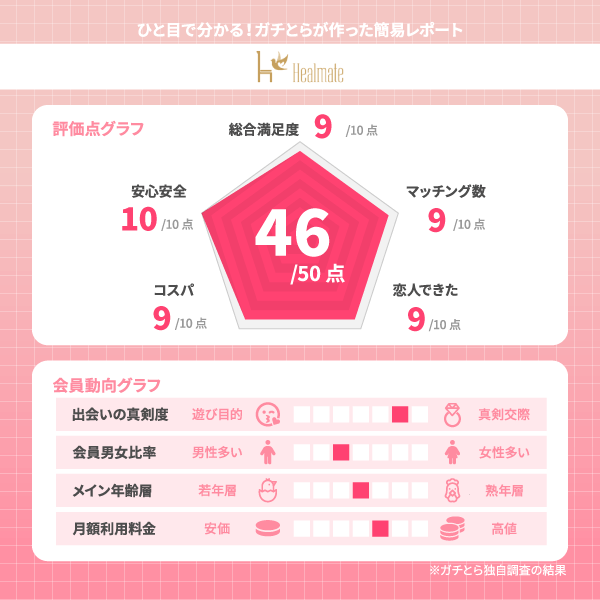 ひと目で分かる！ガチとらが作った簡易レポート
Healmate
評価点グラフ
総合満足度 9 /10 点
安心安全
10 /10 点
マッチング数
9 /10 点
46
/50 点
コスパ
9 /10 点
恋人できた
9 /10 点
会員動向グラフ
出会いの真剣度 遊び目的 真剣交際
会員男女比率 男性多い 女性多い
メイン年齢層 若年層 熟年層
月額利用料金 安価 高値
※ガチとら独自調査の結果